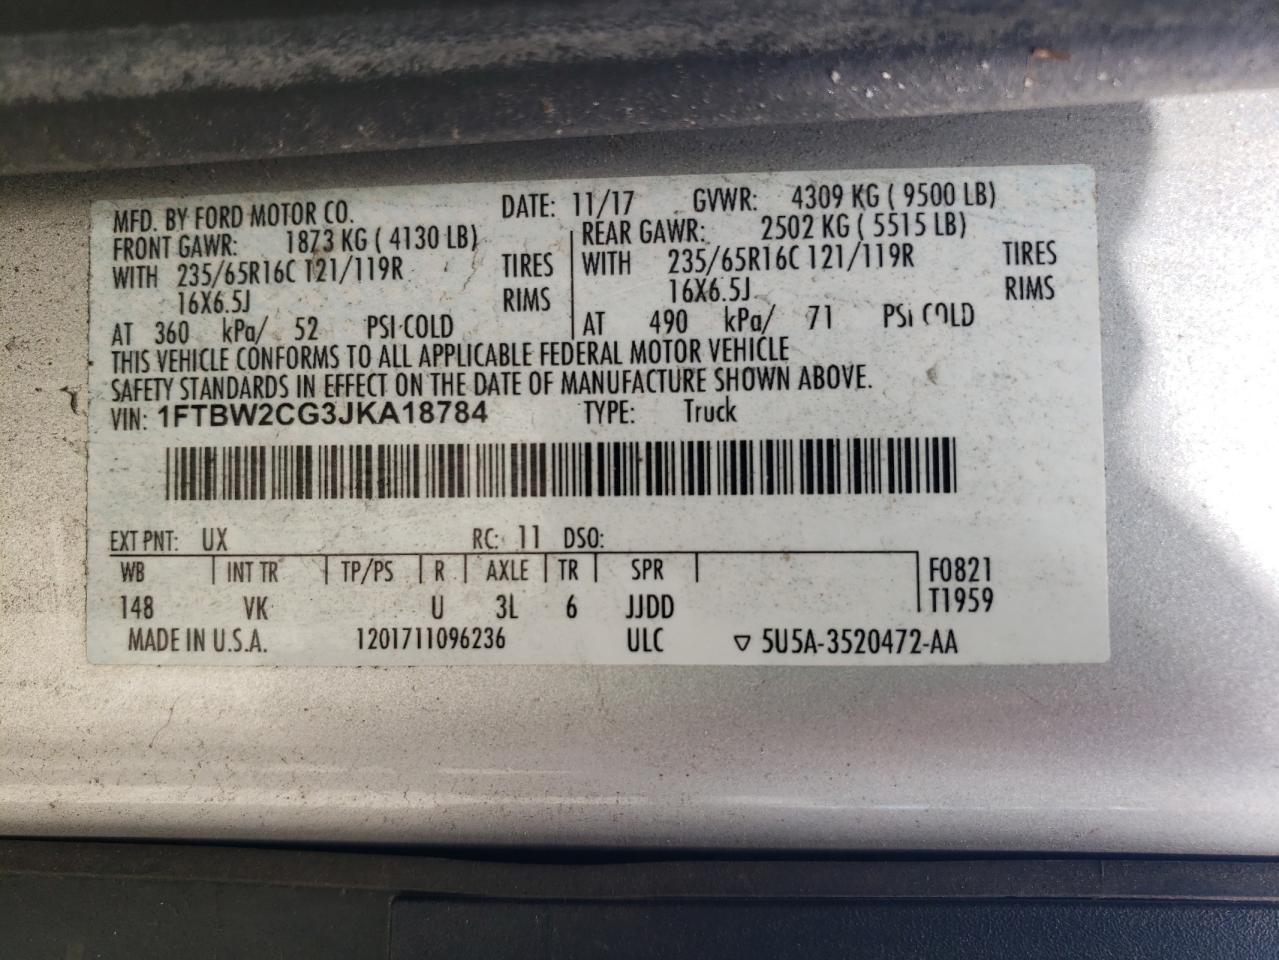 MFD. BY FORD MOTOR CO. DATE: 11/17 GVWR: 4309 KG ( 9500 LB)
FRONT GAWR: 1873 KG ( 4130 LB) REAR GAWR: 2502 KG ( 5515 LB)
WITH 235/65R16C 121/119R TIRES WITH 235/65R16C 121/119R TIRES
16X6.5J RIMS 16X6.5J RIMS
AT 360 kPa/ 52 PSI COLD AT 490 kPa/ 71 PSI COLD
THIS VEHICLE CONFORMS TO ALL APPLICABLE FEDERAL MOTOR VEHICLE
SAFETY STANDARDS IN EFFECT ON THE DATE OF MANUFACTURE SHOWN ABOVE.
VIN: 1FTBW2CG3JKA18784 TYPE: Truck
EXT PNT: UX RC: 11 DSO:
WB INT TR TP/PS R AXLE TR SPR F0821
148 VK U 3L 6 JJDD T1959
MADE IN U.S.A. 1201711096236 ULC ▽ 5U5A-3520472-AA